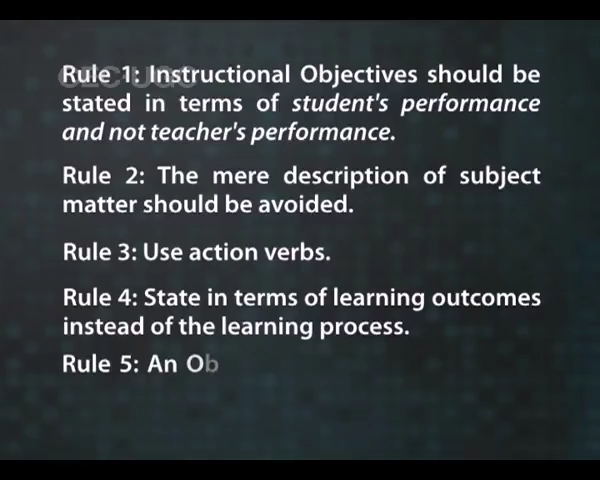 Rule 1: Instructional Objectives should be
stated in terms of student's performance
and not teacher's performance.
Rule 2: The mere description of subject
matter should be avoided.
Rule 3: Use action verbs.
Rule 4: State in terms of learning outcomes
instead of the learning process.
Rule 5: An Ob